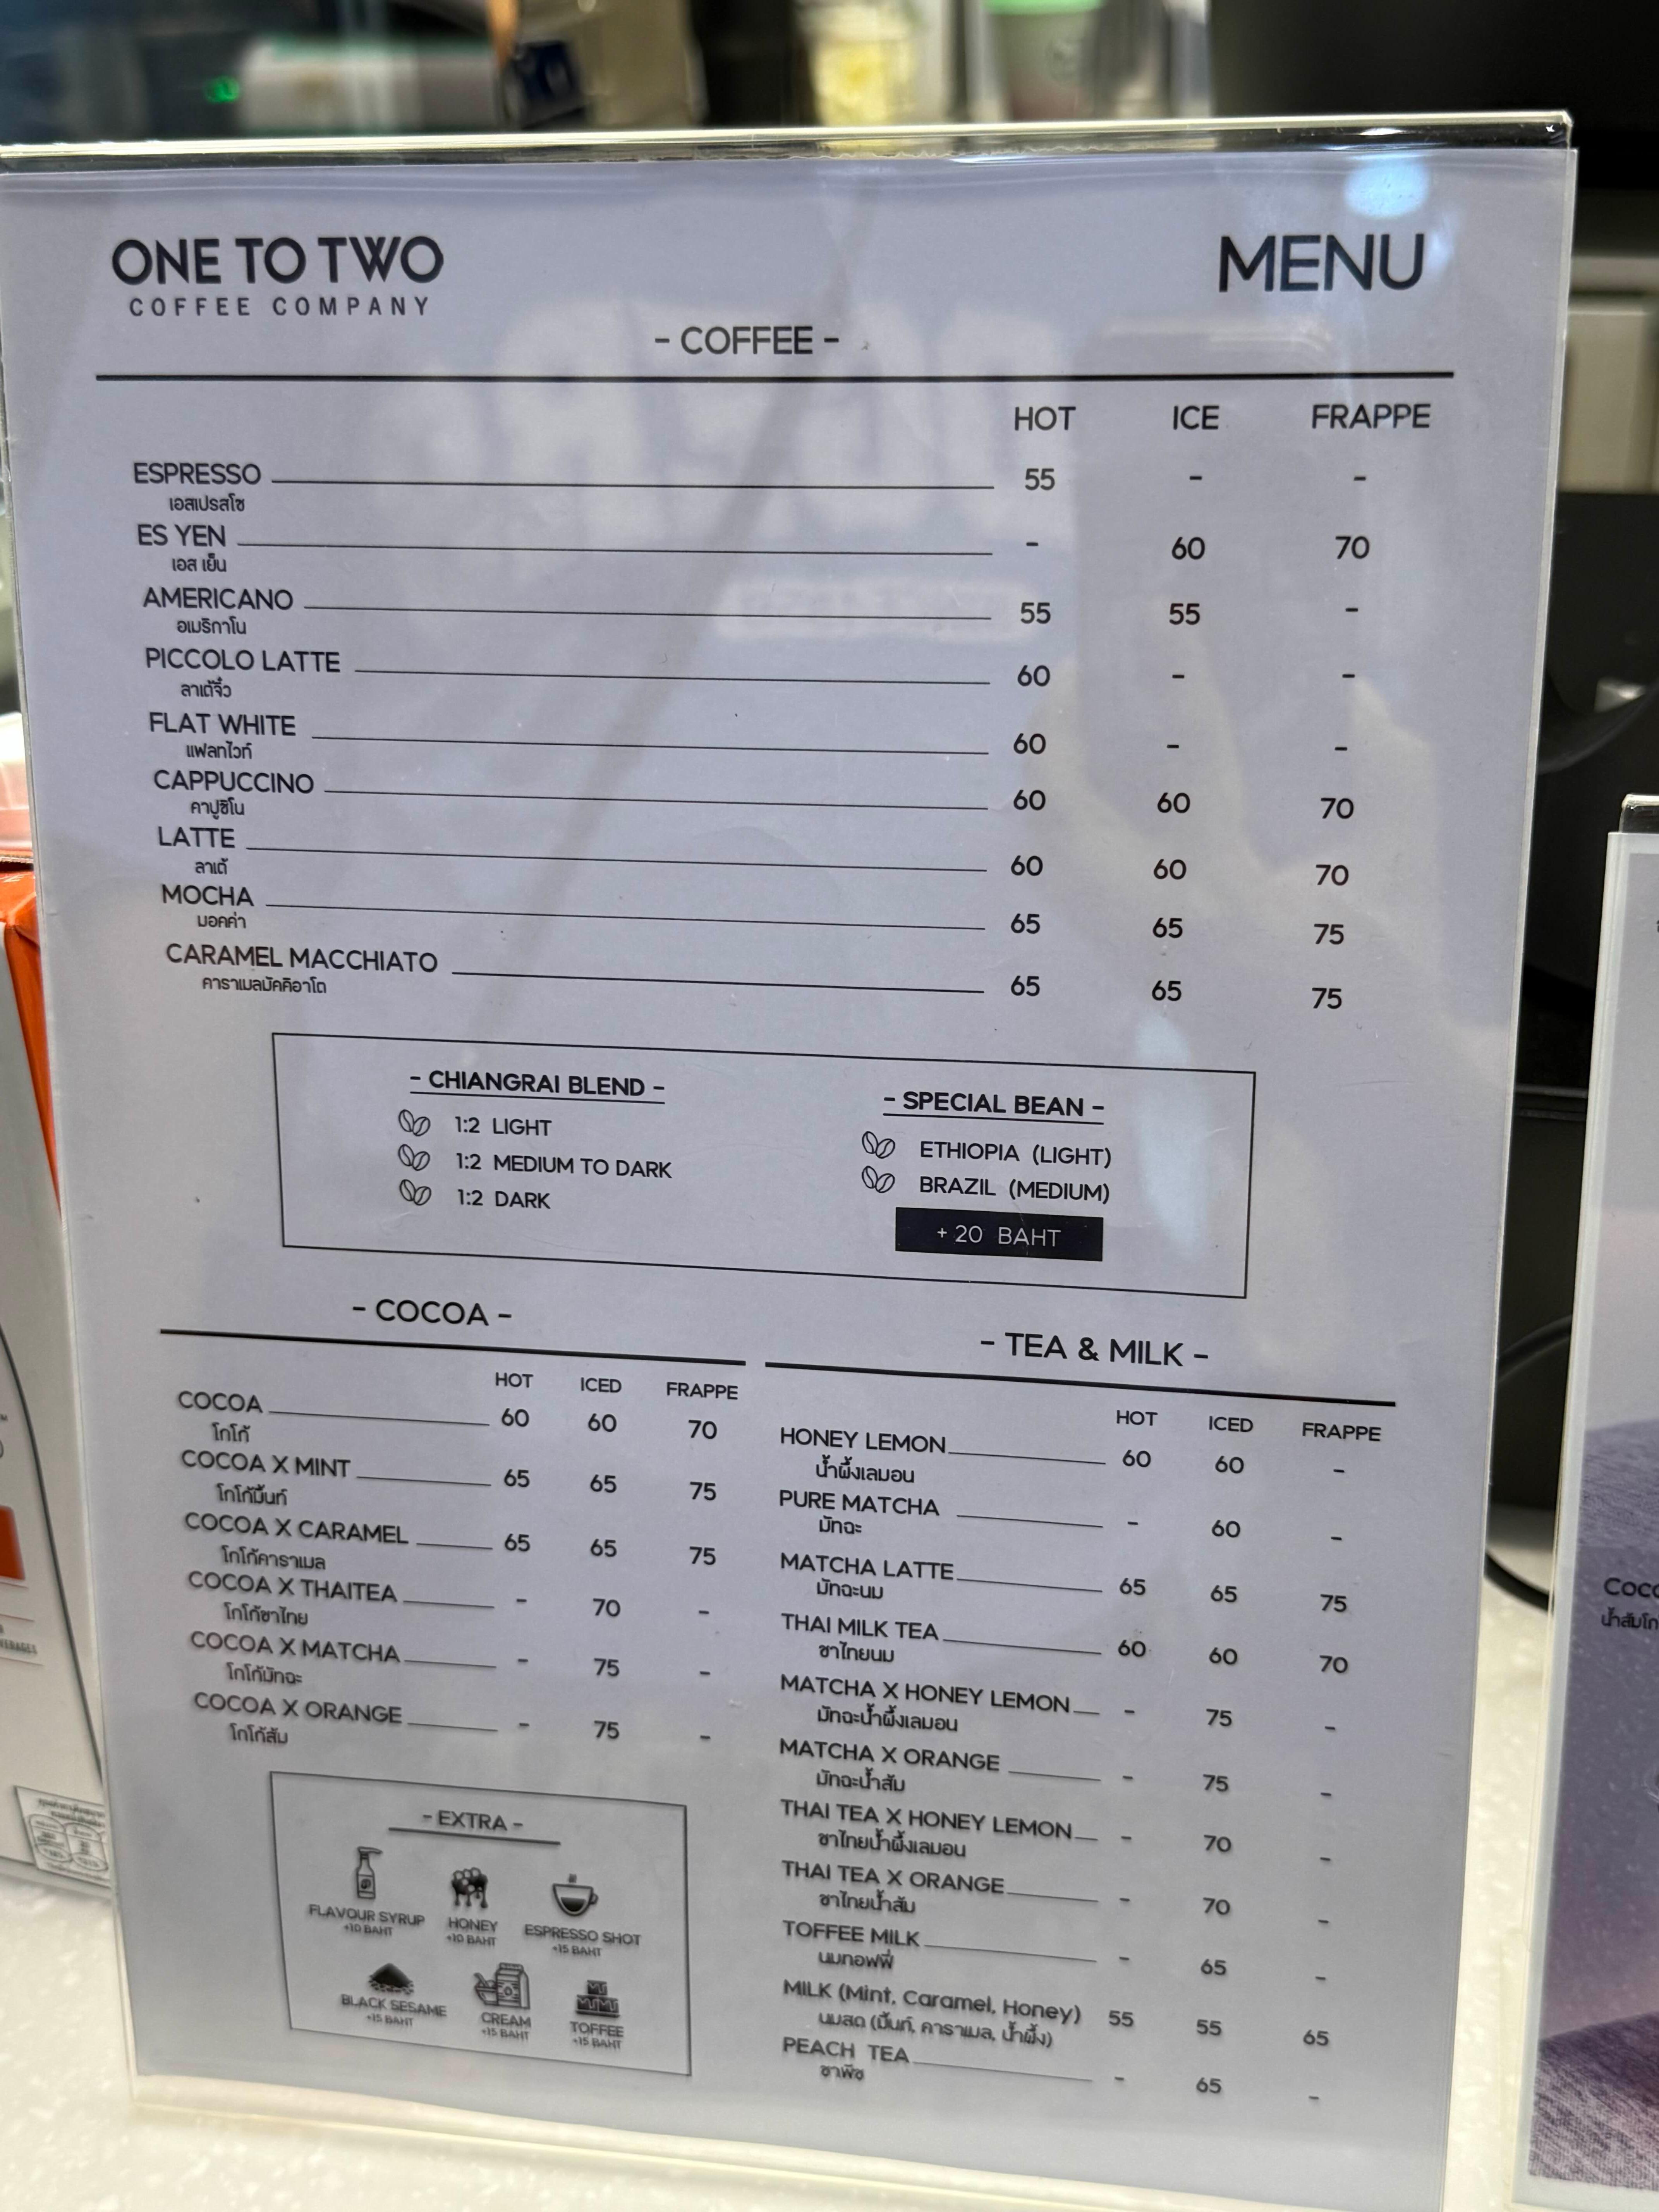 ONE TO TWO
COFFEE COMPANY
MENU
- COFFEE -
HOT ICE FRAPPE
ESPRESSO 55 - -
เอสเปรสโซ
ES YEN - 60 70
เอส เย็น
AMERICANO 55 55 -
อเมริกาโน
PICCOLO LATTE 60 - -
ลาเต้จิ๋ว
FLAT WHITE 60 - -
แฟลทไวท์
CAPPUCCINO 60 60 70
คาปูชิโน
LATTE 60 60 70
ลาเต้
MOCHA 65 65 75
มอคค่า
CARAMEL MACCHIATO 65 65 75
คาราเมลมัคคิอาโต
- CHIANGRAI BLEND -
1:2 LIGHT
1:2 MEDIUM TO DARK
1:2 DARK
- SPECIAL BEAN -
ETHIOPIA (LIGHT)
BRAZIL (MEDIUM)
+ 20 BAHT
- COCOA -
HOT ICED FRAPPE
COCOA 60 60 70
โกโก้
COCOA X MINT 65 65 75
โกโก้มิ้นท์
COCOA X CARAMEL 65 65 75
โกโก้คาราเมล
COCOA X THAITEA - 70 -
โกโก้ชาไทย
COCOA X MATCHA - 75 -
โกโก้มัทฉะ
COCOA X ORANGE - 75 -
โกโก้ส้ม
- EXTRA -
FLAVOUR SYRUP
+10 BAHT
HONEY
+10 BAHT
ESPRESSO SHOT
+15 BAHT
BLACK SESAME
+15 BAHT
CREAM
+15 BAHT
TOFFEE
+15 BAHT
- TEA & MILK -
HOT ICED FRAPPE
HONEY LEMON 60 60 -
น้ำผึ้งเลมอน
PURE MATCHA - 60 -
มัทฉะ
MATCHA LATTE 65 65 75
มัทฉะนม
THAI MILK TEA 60 60 70
ชาไทยนม
MATCHA X HONEY LEMON - 75 -
มัทฉะน้ำผึ้งเลมอน
MATCHA X ORANGE - 75 -
มัทฉะน้ำส้ม
THAI TEA X HONEY LEMON - 70 -
ชาไทยน้ำผึ้งเลมอน
THAI TEA X ORANGE - 70 -
ชาไทยน้ำส้ม
TOFFEE MILK - 65 -
นมทอฟฟี่
MILK (Mint, Caramel, Honey) 55 55 65
นมสด (มิ้นท์, คาราเมล, น้ำผึ้ง)
PEACH TEA - 65 -
ชาพีช